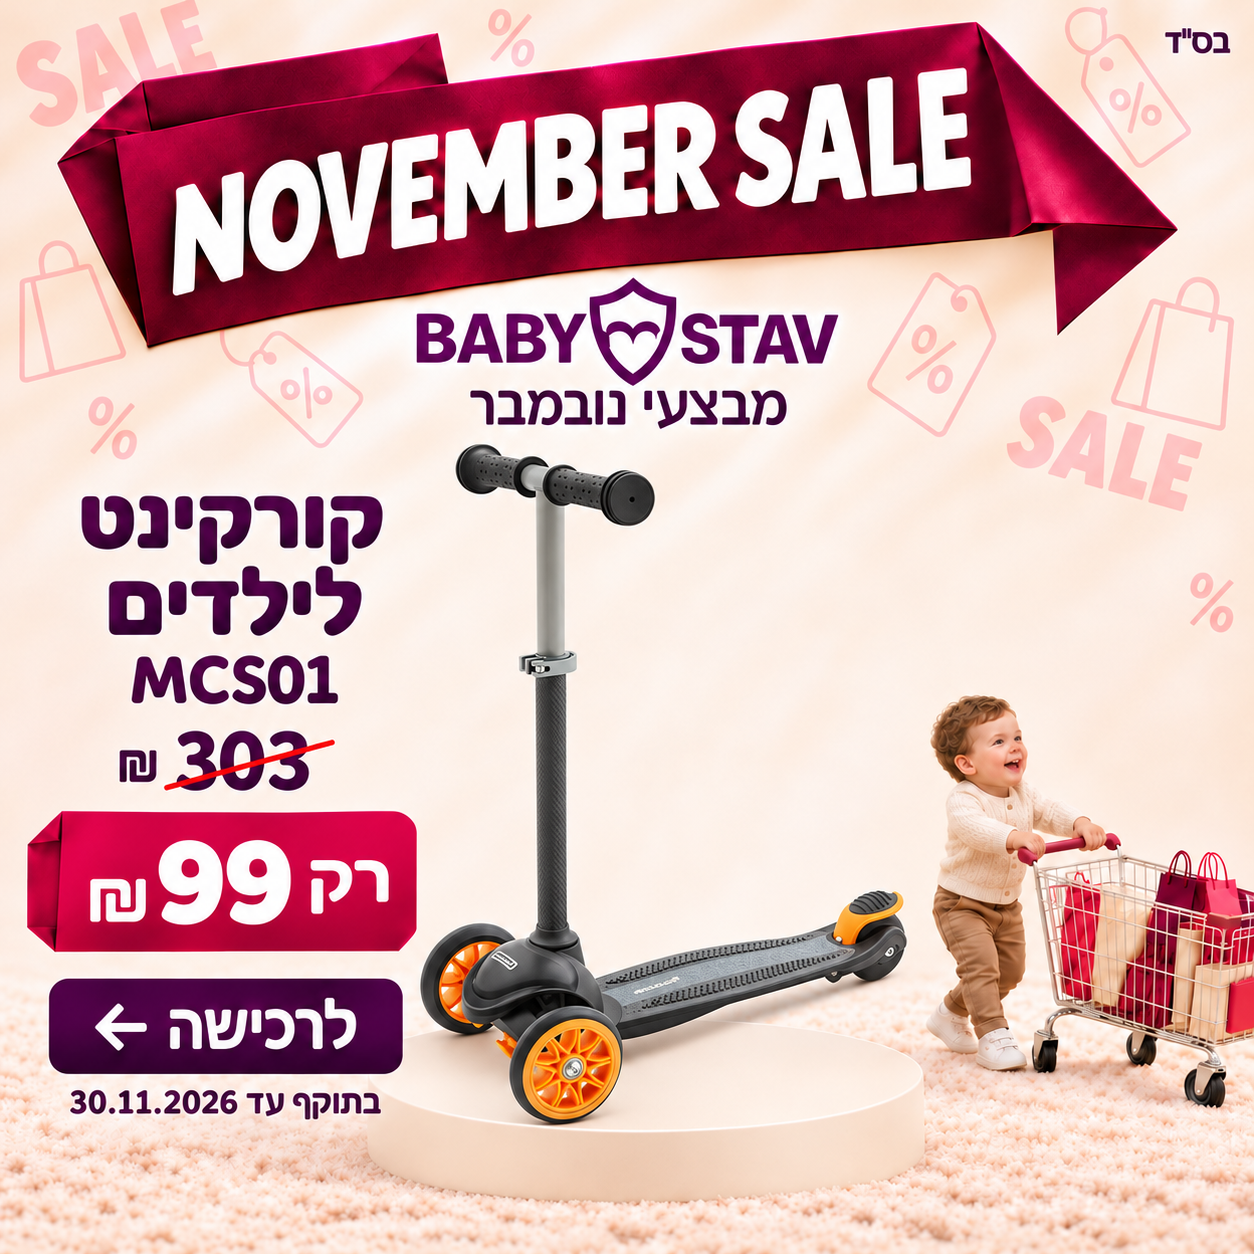 בס"ד
SALE
%
NOVEMBER SALE
%
BABY STAV
מבצעי נובמבר
%
%
%
SALE
%
קורקינט
לילדים
MCS01
303 ₪
רק 99 ₪
לרכישה ←
בתוקף עד 30.11.2026